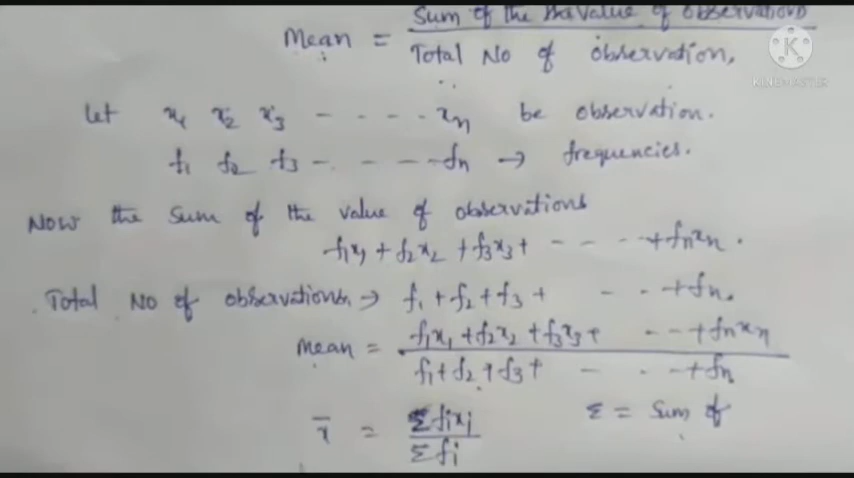 Sum of the value of observations
Mean = Total No of observation,
K
KINEMASTER
Let x1 x2 x3 - - - - - xn be observation.
f1 f2 f3 - - - - - fn → frequencies.
Now the sum of the value of observations
f1x1 + f2x2 + f3x3 + - - - - + fnxn.
Total No of observations → f1 + f2 + f3 + - - + fn.
Mean = f1x1 + f2x2 + f3x3 + - - - + fnxn
f1 + f2 + f3 + - - - + fn
x̄ = Σfixi Σ = Sum of
Σfi